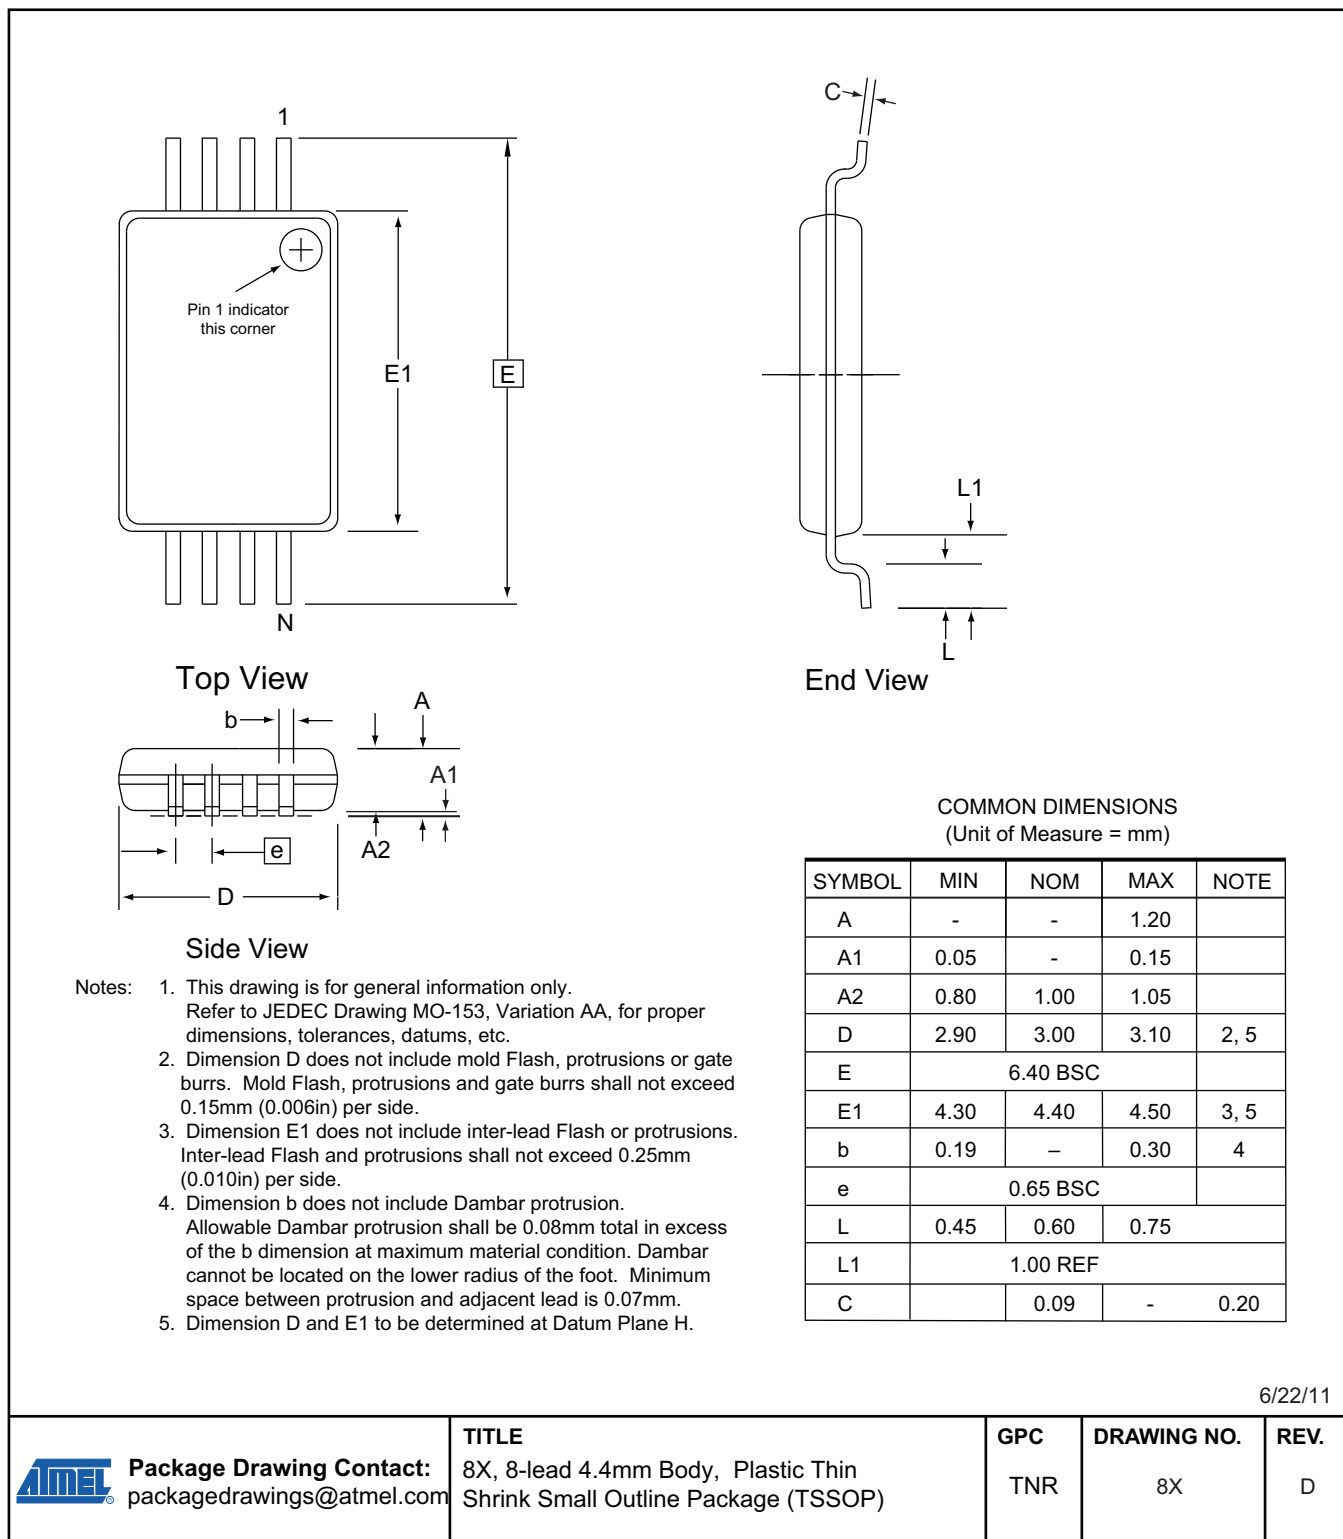 1
C
Pin 1 indicator
this corner
E1
E
L1
N
L
Top View
End View
b
A
A1
e
A2
D
Side View
COMMON DIMENSIONS
(Unit of Measure = mm)
SYMBOL MIN NOM MAX NOTE
A - - 1.20
A1 0.05 - 0.15
A2 0.80 1.00 1.05
D 2.90 3.00 3.10 2, 5
E 6.40 BSC
E1 4.30 4.40 4.50 3, 5
b 0.19 – 0.30 4
e 0.65 BSC
L 0.45 0.60 0.75
L1 1.00 REF
C 0.09 - 0.20
Notes: 1. This drawing is for general information only.
Refer to JEDEC Drawing MO-153, Variation AA, for proper
dimensions, tolerances, datums, etc.
2. Dimension D does not include mold Flash, protrusions or gate
burrs. Mold Flash, protrusions and gate burrs shall not exceed
0.15mm (0.006in) per side.
3. Dimension E1 does not include inter-lead Flash or protrusions.
Inter-lead Flash and protrusions shall not exceed 0.25mm
(0.010in) per side.
4. Dimension b does not include Dambar protrusion.
Allowable Dambar protrusion shall be 0.08mm total in excess
of the b dimension at maximum material condition. Dambar
cannot be located on the lower radius of the foot. Minimum
space between protrusion and adjacent lead is 0.07mm.
5. Dimension D and E1 to be determined at Datum Plane H.
6/22/11
ATMEL ®
Package Drawing Contact:
packagedrawings@atmel.com
TITLE
8X, 8-lead 4.4mm Body, Plastic Thin
Shrink Small Outline Package (TSSOP)
GPC
TNR
DRAWING NO.
8X
REV.
D